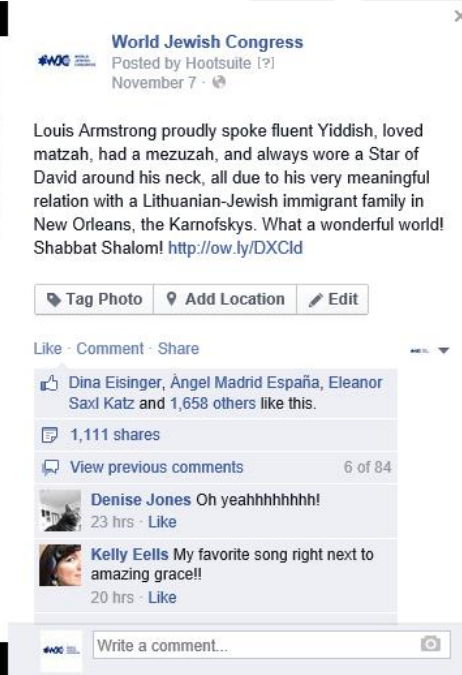 World Jewish Congress
Posted by Hootsuite [?]
November 7 ·
Louis Armstrong proudly spoke fluent Yiddish, loved
matzah, had a mezuzah, and always wore a Star of
David around his neck, all due to his very meaningful
relation with a Lithuanian-Jewish immigrant family in
New Orleans, the Karnofskys. What a wonderful world!
Shabbat Shalom! http://ow.ly/DXCId
Tag Photo Add Location Edit
Like · Comment · Share
Dina Eisinger, Àngel Madrid España, Eleanor
Saxl Katz and 1,658 others like this.
1,111 shares
View previous comments 6 of 84
Denise Jones Oh yeahhhhhhhh!
23 hrs · Like
Kelly Eells My favorite song right next to
amazing grace!!
20 hrs · Like
Write a comment...